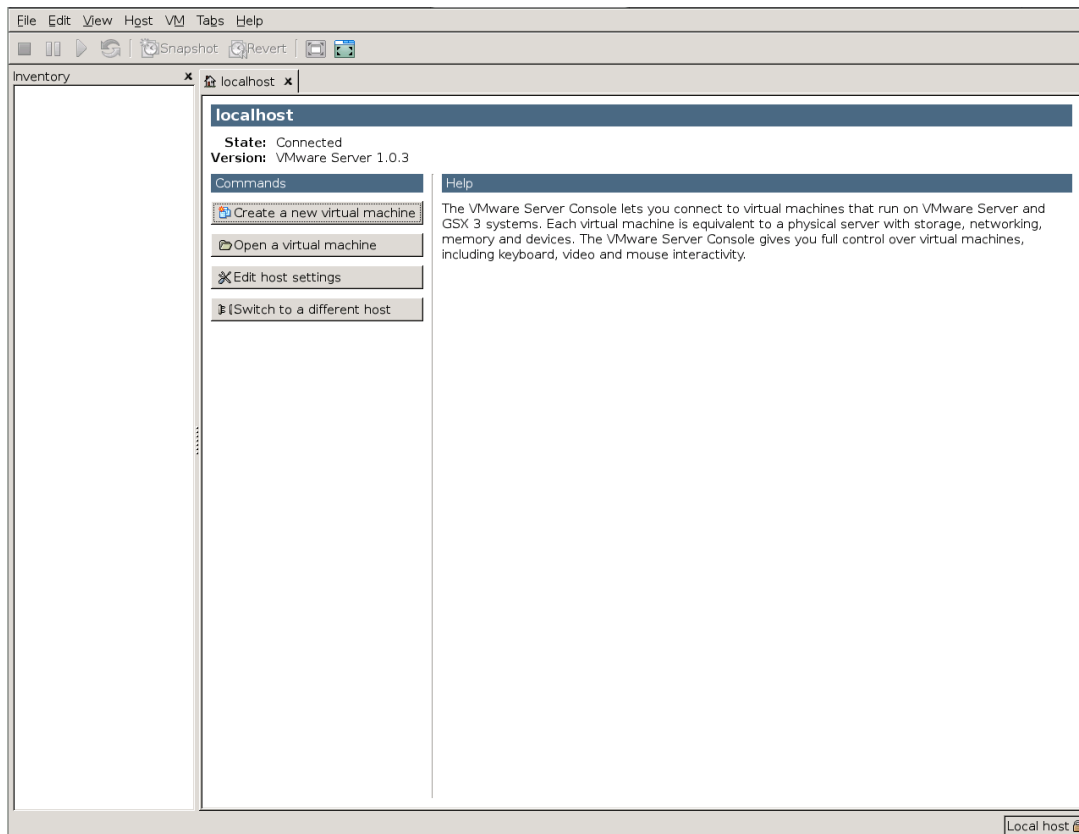 File Edit View Host VM Tabs Help
Snapshot Revert
Inventory x
localhost x
localhost
State: Connected
Version: VMware Server 1.0.3
Commands
Create a new virtual machine
Open a virtual machine
Edit host settings
Switch to a different host
Help
The VMware Server Console lets you connect to virtual machines that run on VMware Server and
GSX 3 systems. Each virtual machine is equivalent to a physical server with storage, networking,
memory and devices. The VMware Server Console gives you full control over virtual machines,
including keyboard, video and mouse interactivity.
Local host